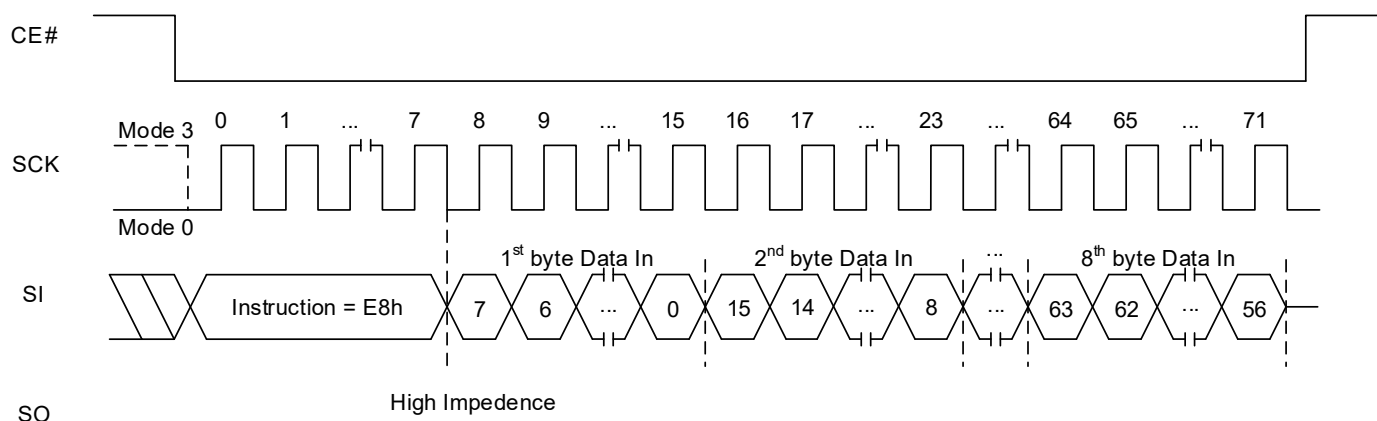 CE#
0 1 ... 7 8 9 ... 15 16 17 ... 23 ... 64 65 ... 71
Mode 3
SCK
Mode 0
1st byte Data In 2nd byte Data In ... 8th byte Data In
SI
Instruction = E8h 7 6 ... 0 15 14 ... 8 ... 63 62 ... 56
High Impedence
SO